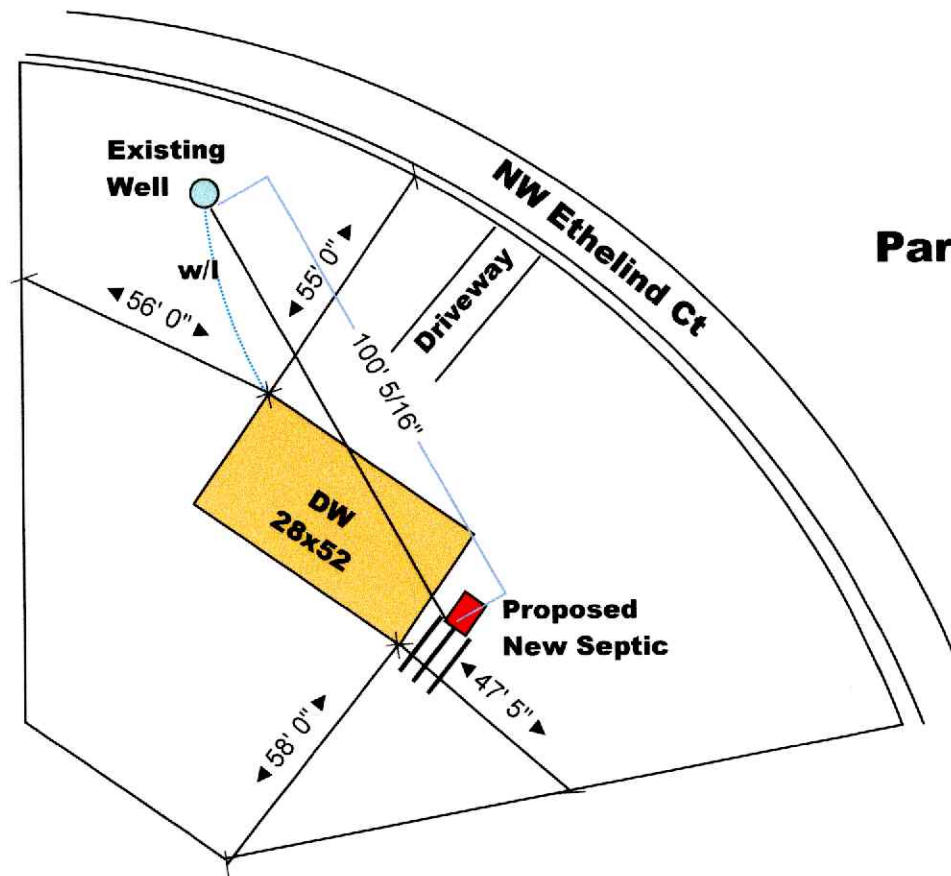 Existing
Well
NW Ethelind Ct
Par
w/l
55' 0"
Driveway
56' 0"
100' 5/16"
DW
28x52
Proposed
New Septic
47' 5"
58' 0"